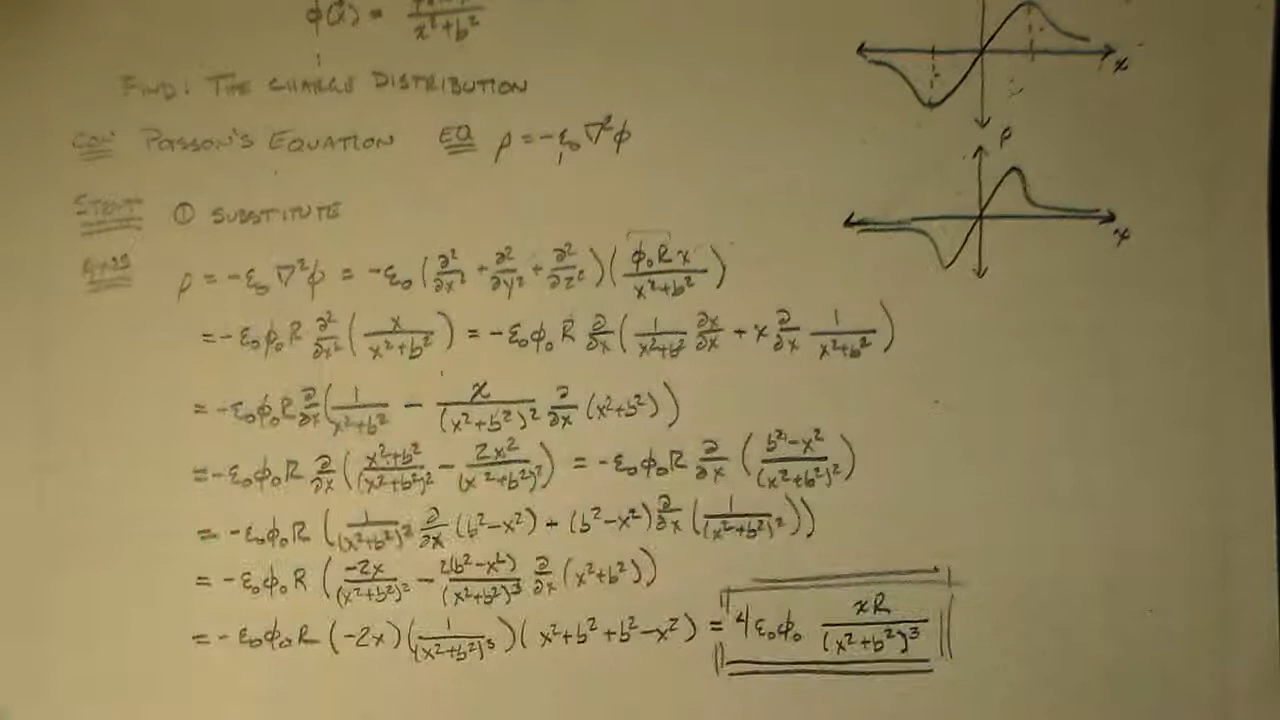 φ(x⃗) = / x²+b²
FIND: THE CHARGE DISTRIBUTION
CON POISSON'S EQUATION EQ ρ = -ε₀∇²φ
STRAT ① SUBSTITUTE
ρ = -ε₀∇²φ = -ε₀(∂²/∂x² + ∂²/∂y² + ∂²/∂z²)(φ₀Rx/(x²+b²))
= -ε₀φ₀R ∂²/∂x² (x/(x²+b²)) = -ε₀φ₀R ∂/∂x (1/(x²+b²) ∂x/∂x + x ∂/∂x 1/(x²+b²))
= -ε₀φ₀R ∂/∂x (1/(x²+b²) - x/(x²+b²)² ∂/∂x (x²+b²))
= -ε₀φ₀R ∂/∂x ((x²+b²)/(x²+b²)² - 2x²/(x²+b²)²) = -ε₀φ₀R ∂/∂x ((b²-x²)/(x²+b²)²)
= -ε₀φ₀R (1/(x²+b²)² ∂/∂x (b²-x²) + (b²-x²) ∂/∂x (1/(x²+b²)²))
= -ε₀φ₀R (-2x/(x²+b²)² - 2(b²-x²)/(x²+b²)³ ∂/∂x (x²+b²))
= -ε₀φ₀R (-2x)(1/(x²+b²)³)(x²+b²+b²-x²) = 4ε₀φ₀ xR/(x²+b²)³
x
ρ
x